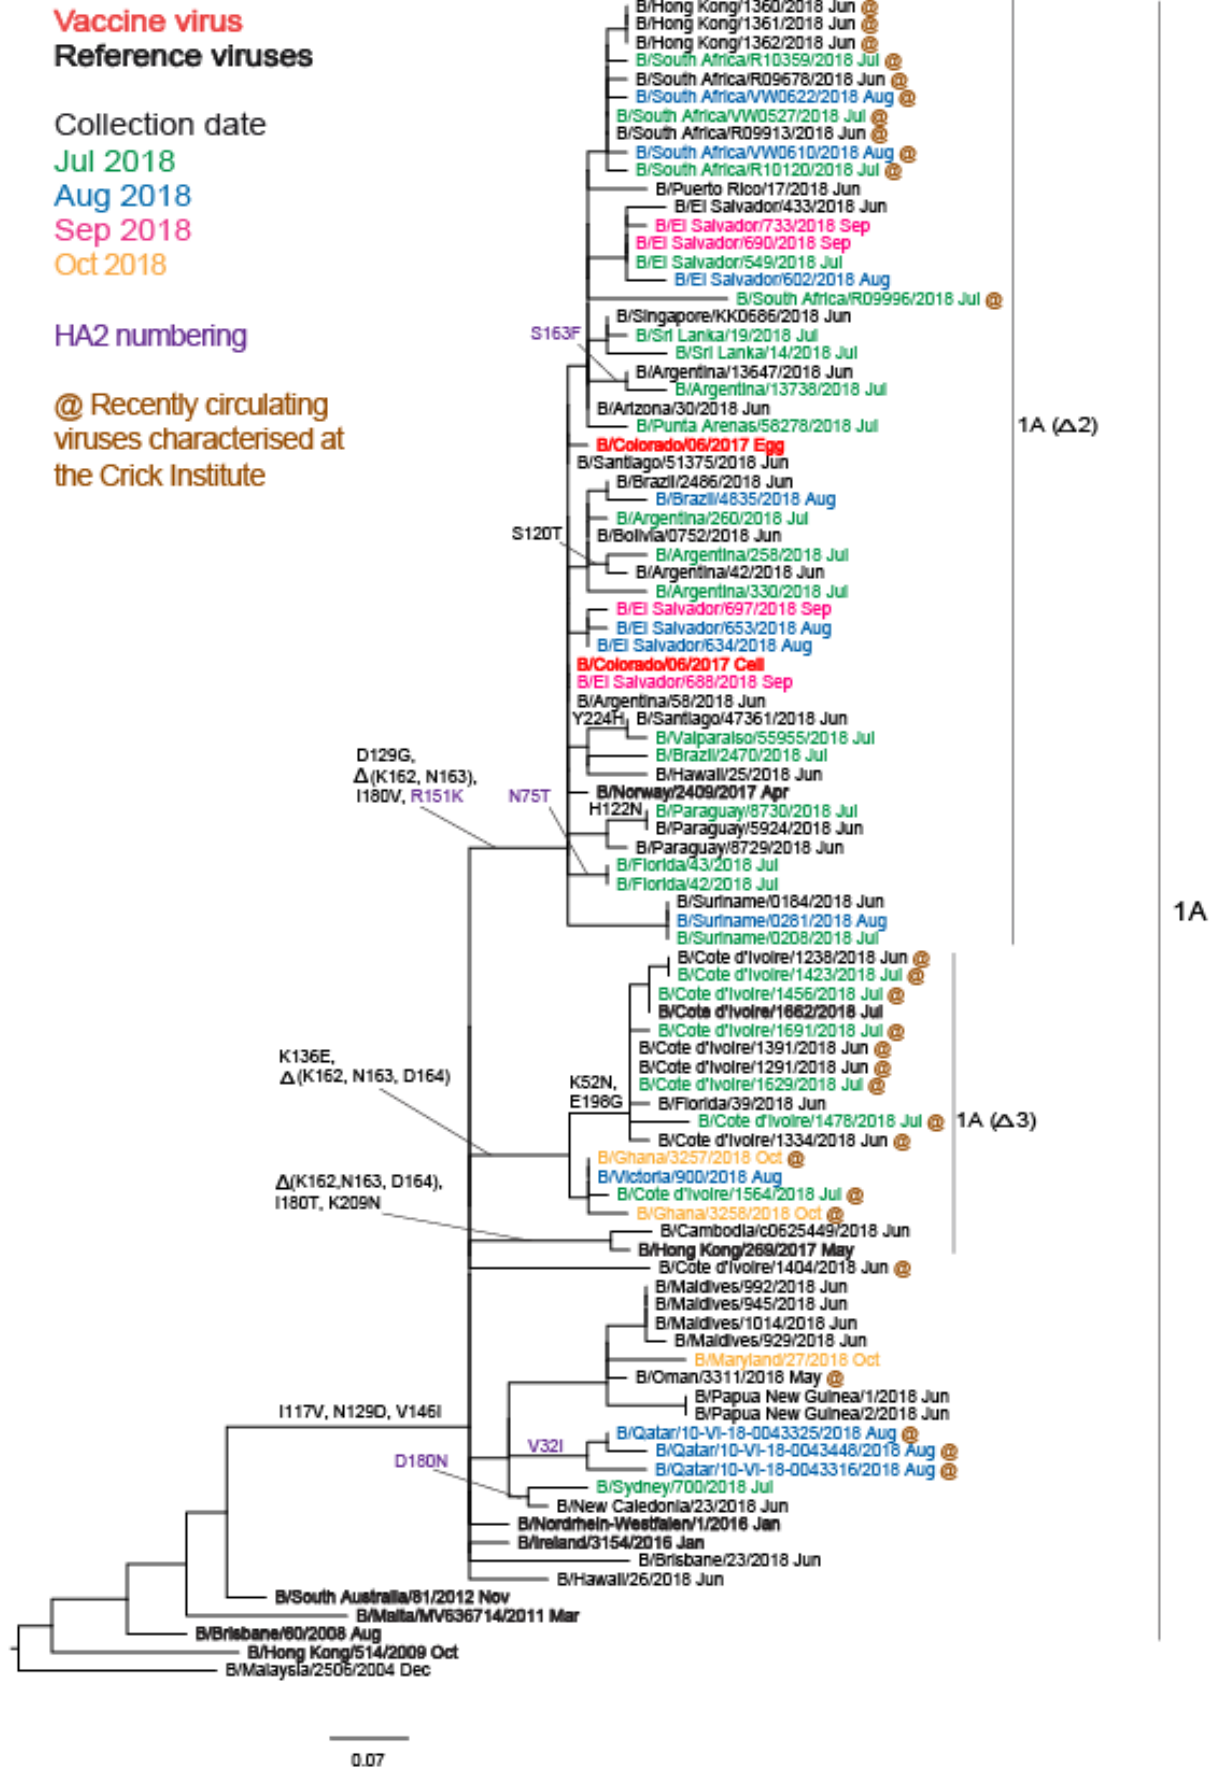 Vaccine virus
Reference viruses
Collection date
Jul 2018
Aug 2018
Sep 2018
Oct 2018
HA2 numbering
@ Recently circulating
viruses characterised at
the Crick Institute
B/Hong Kong/1360/2018 Jun @
B/Hong Kong/1361/2018 Jun @
B/Hong Kong/1362/2018 Jun @
B/South Africa/R10359/2018 Jul @
B/South Africa/R09678/2018 Jun @
B/South Africa/VW0622/2018 Aug @
B/South Africa/VW0527/2018 Jul @
B/South Africa/R09913/2018 Jun @
B/South Africa/VW0610/2018 Aug @
B/South Africa/R10120/2018 Jul @
B/Puerto Rico/17/2018 Jun
B/El Salvador/433/2018 Jun
B/El Salvador/733/2018 Sep
B/El Salvador/690/2018 Sep
B/El Salvador/549/2018 Jul
B/El Salvador/602/2018 Aug
B/South Africa/R09996/2018 Jul @
B/Singapore/KK0686/2018 Jun
S163F
B/Sri Lanka/19/2018 Jul
B/Sri Lanka/14/2018 Jul
B/Argentina/13647/2018 Jun
B/Argentina/13738/2018 Jul
B/Arizona/30/2018 Jun
B/Punta Arenas/58278/2018 Jul
1A (Δ2)
B/Colorado/06/2017 Egg
B/Santiago/51375/2018 Jun
B/Brazil/2486/2018 Jun
B/Brazil/4835/2018 Aug
B/Argentina/260/2018 Jul
S120T
B/Bolivia/0752/2018 Jun
B/Argentina/258/2018 Jul
B/Argentina/42/2018 Jun
B/Argentina/330/2018 Jul
B/El Salvador/697/2018 Sep
B/El Salvador/653/2018 Aug
B/El Salvador/634/2018 Aug
B/Colorado/06/2017 Cell
B/El Salvador/688/2018 Sep
B/Argentina/58/2018 Jun
Y224H B/Santiago/47361/2018 Jun
B/Valparaiso/55955/2018 Jul
B/Brazil/2470/2018 Jul
B/Hawaii/25/2018 Jun
D129G,
Δ(K162, N163),
I180V, R151K
N75T
B/Norway/2409/2017 Apr
H122N B/Paraguay/8730/2018 Jul
B/Paraguay/5924/2018 Jun
B/Paraguay/8729/2018 Jun
B/Florida/43/2018 Jul
B/Florida/42/2018 Jul
B/Suriname/0184/2018 Jun
B/Suriname/0281/2018 Aug
B/Suriname/0208/2018 Jul
1A
B/Cote d'Ivoire/1238/2018 Jun @
B/Cote d'Ivoire/1423/2018 Jul @
B/Cote d'Ivoire/1456/2018 Jul @
B/Cote d'Ivoire/1662/2018 Jul
B/Cote d'Ivoire/1691/2018 Jul @
B/Cote d'Ivoire/1391/2018 Jun @
K136E,
Δ(K162, N163, D164)
B/Cote d'Ivoire/1291/2018 Jun @
B/Cote d'Ivoire/1629/2018 Jul @
K52N,
E198G
B/Florida/39/2018 Jun
B/Cote d'Ivoire/1478/2018 Jul @
1A (Δ3)
B/Cote d'Ivoire/1334/2018 Jun @
B/Ghana/3257/2018 Oct @
B/Victoria/900/2018 Aug
Δ(K162,N163, D164),
I180T, K209N
B/Cote d'Ivoire/1564/2018 Jul @
B/Ghana/3258/2018 Oct @
B/Cambodia/c0625449/2018 Jun
B/Hong Kong/269/2017 May
B/Cote d'Ivoire/1404/2018 Jun @
B/Maldives/992/2018 Jun
B/Maldives/945/2018 Jun
B/Maldives/1014/2018 Jun
B/Maldives/929/2018 Jun
B/Maryland/27/2018 Oct
B/Oman/3311/2018 May @
B/Papua New Guinea/1/2018 Jun
B/Papua New Guinea/2/2018 Jun
I117V, N129D, V146I
B/Qatar/10-VI-18-0043325/2018 Aug @
V32I
B/Qatar/10-VI-18-0043448/2018 Aug @
D180N
B/Qatar/10-VI-18-0043316/2018 Aug @
B/Sydney/700/2018 Jul
B/New Caledonia/23/2018 Jun
B/Nordrhein-Westfalen/1/2016 Jan
B/Ireland/3154/2016 Jan
B/Brisbane/23/2018 Jun
B/Hawaii/26/2018 Jun
B/South Australia/81/2012 Nov
B/Malta/MV636714/2011 Mar
B/Brisbane/60/2008 Aug
B/Hong Kong/514/2009 Oct
B/Malaysia/2506/2004 Dec
0.07